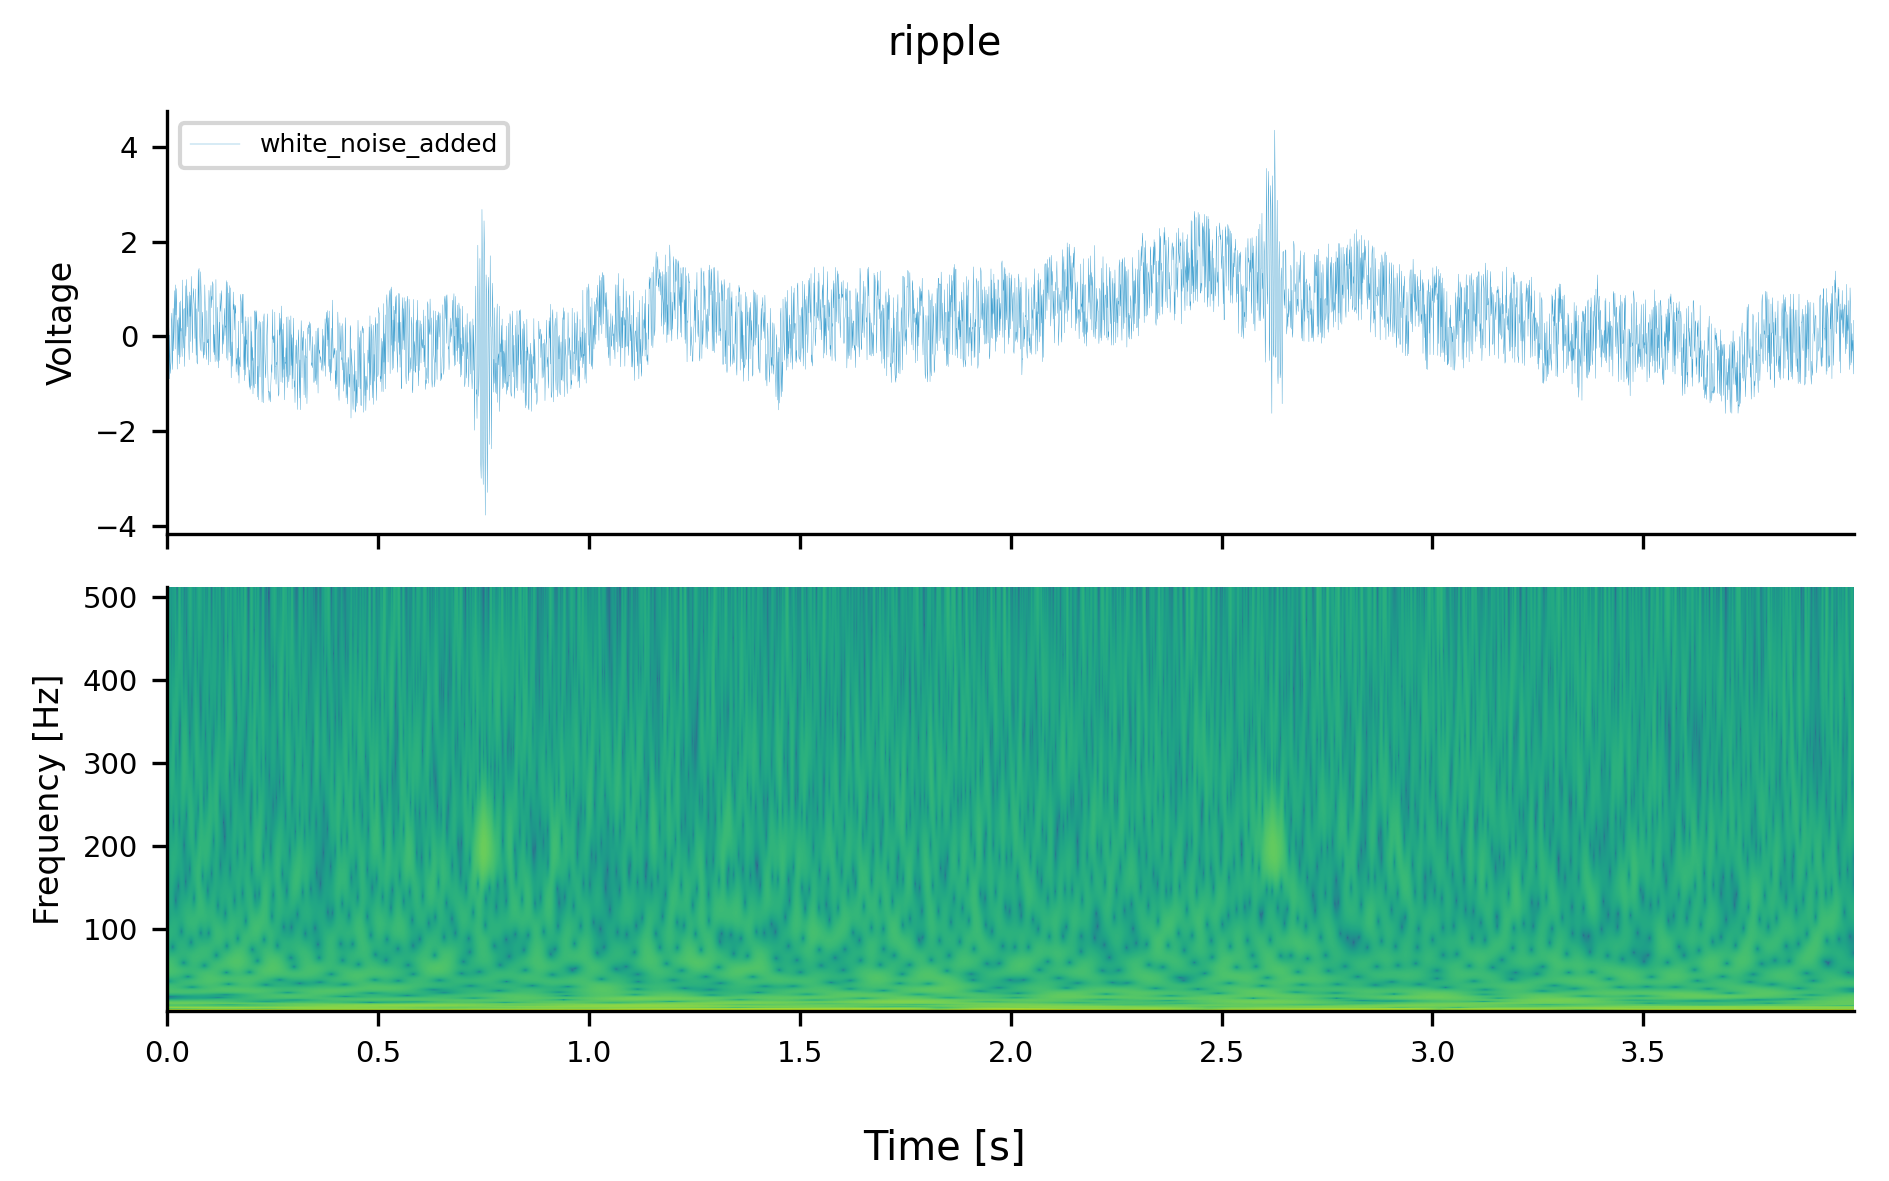 ripple
white_noise_added
Voltage
4
2
0
−2
−4
Frequency [Hz]
500
400
300
200
100
0.0 0.5 1.0 1.5 2.0 2.5 3.0 3.5
Time [s]